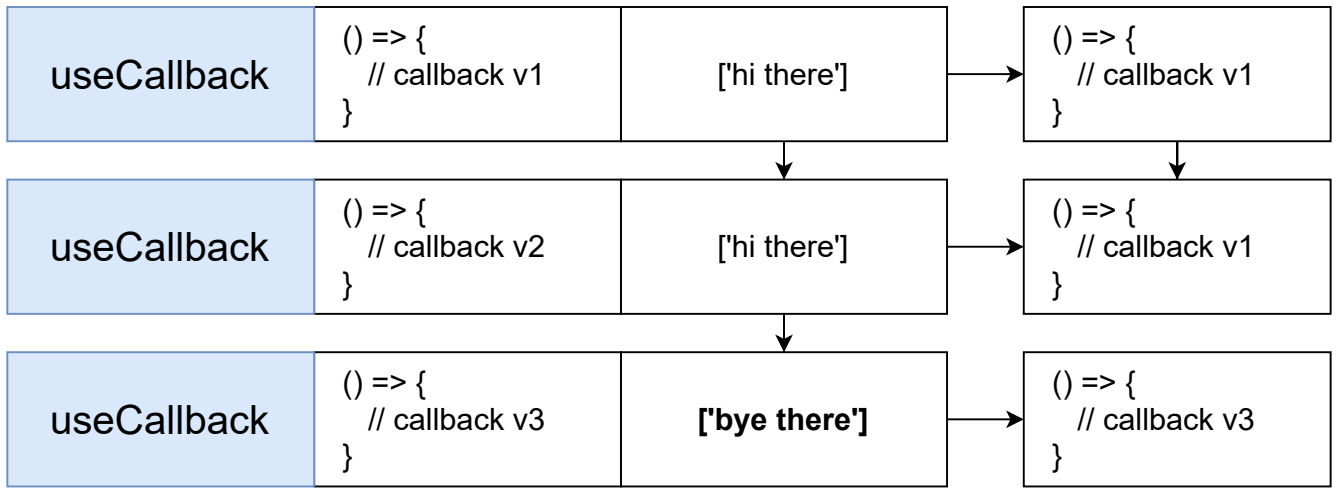 useCallback
() => {
// callback v1
}
['hi there']
() => {
// callback v1
}
useCallback
() => {
// callback v2
}
['hi there']
() => {
// callback v1
}
useCallback
() => {
// callback v3
}
['bye there']
() => {
// callback v3
}